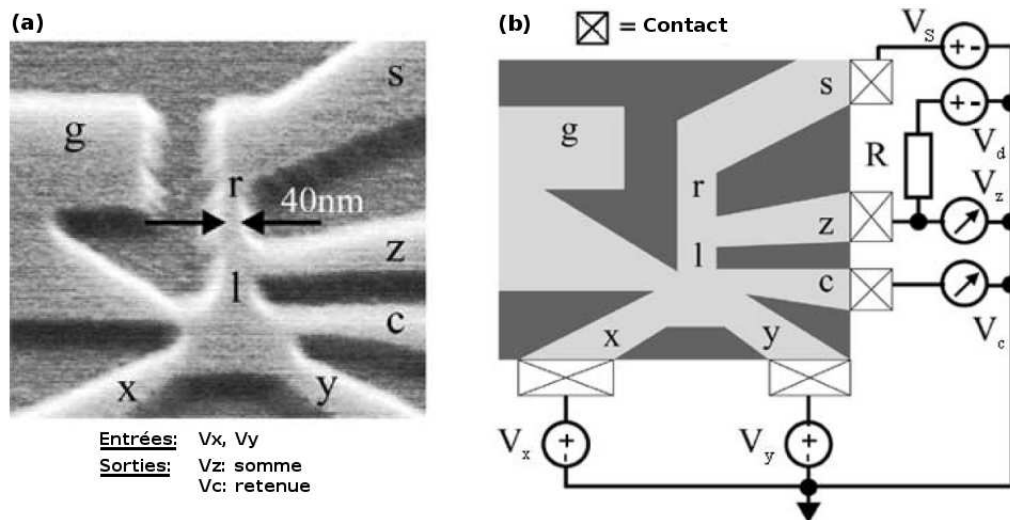 (a)
g
s
r
40nm
z
l
c
x
y
Entrées: Vx, Vy
Sorties: Vz: somme
Vc: retenue
(b)
= Contact
Vs
s
g
R
Vd
r
Vz
z
l
c
x
y
Vc
Vx
Vy